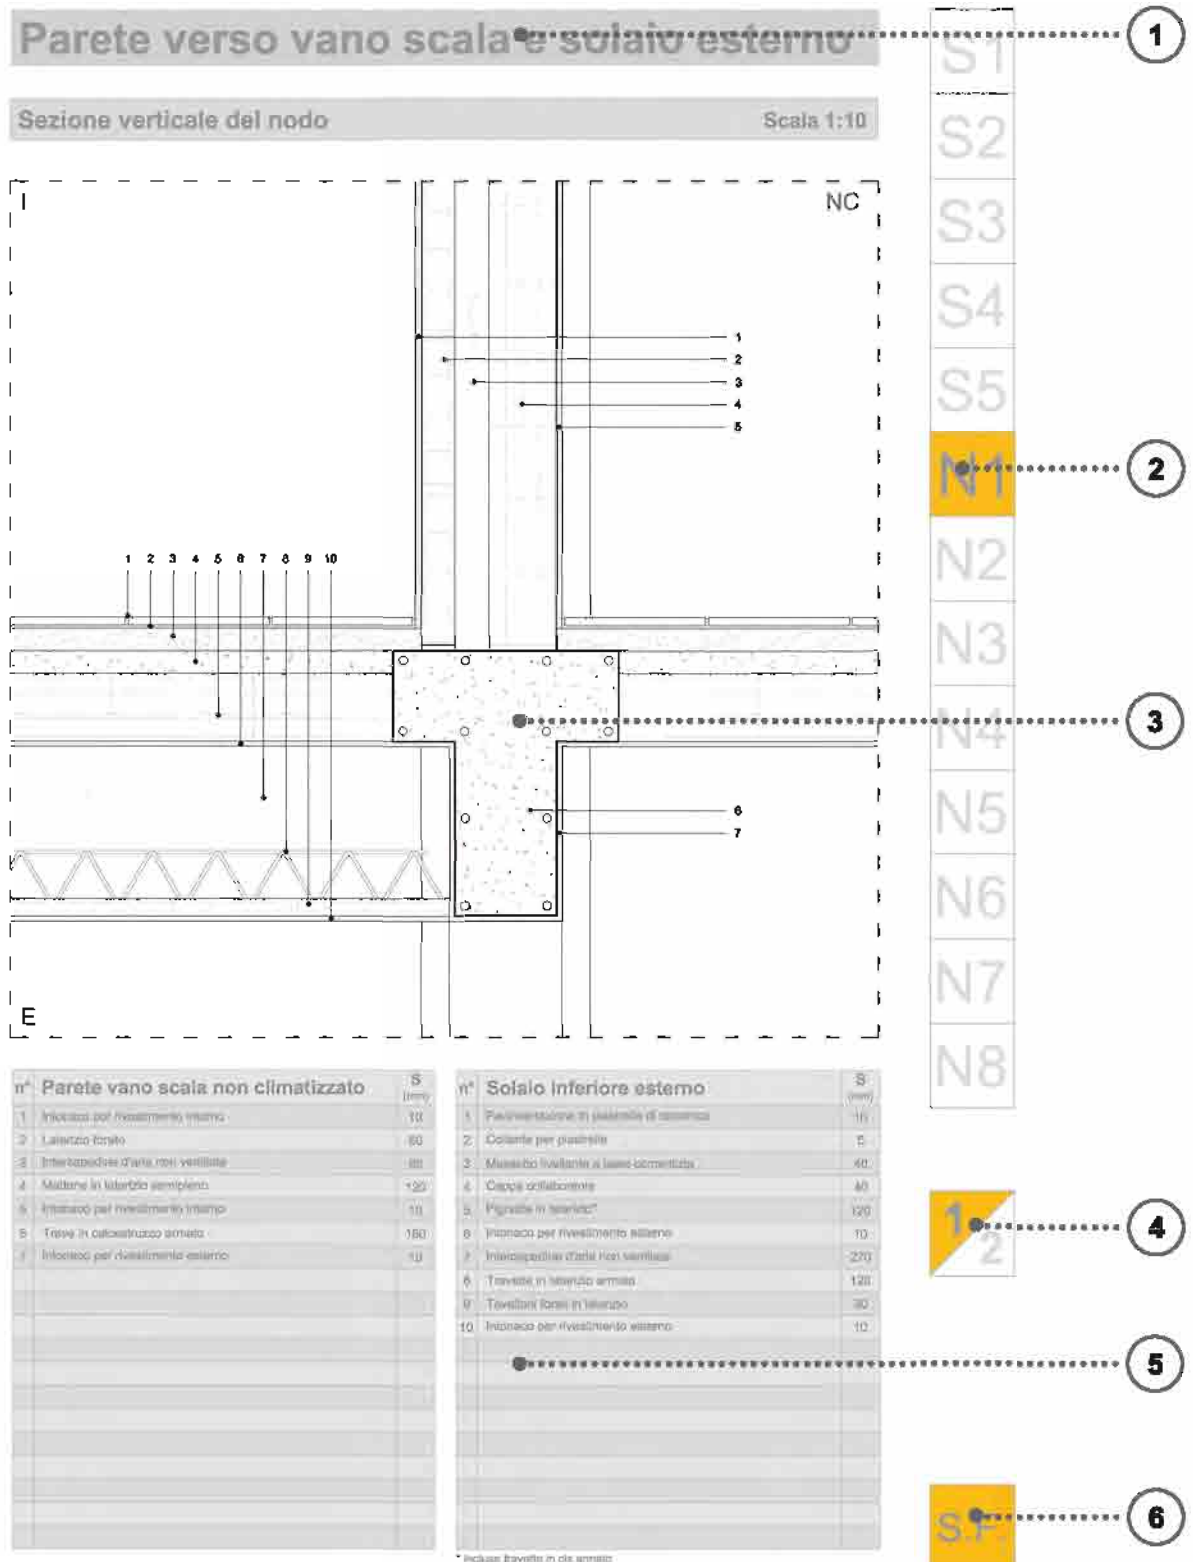 Parete verso vano scala e solaio esterno
1
Sezione verticale del nodo Scala 1:10
S1
S2
S3
S4
S5
N1
2
N2
N3
N4
3
N5
N6
N7
N8
I
NC
1
2
3
4
5
1 2 3 4 5 6 7 8 9 10
6
7
E
n° Parete vano scala non climatizzato S (mm)
1 Intonaco per rivestimento interno 10
2 Laterizio forato 80
3 Intercapedine d'aria non ventilata 60
4 Mattone in laterizio semipieno 120
5 Intonaco per rivestimento interno 10
6 Trave in calcestruzzo armato 180
7 Intonaco per rivestimento esterno 10
n° Solaio inferiore esterno S (mm)
1 Pavimentazione in piastrelle di ceramica 10
2 Collante per piastrelle 5
3 Massetto livellante a base cementizia 40
4 Cappa collaborante 40
5 Pignatte in laterizio* 120
6 Intonaco per rivestimento esterno 10
7 Intercapedine d'aria non ventilata 270
8 Travette in laterizio armato 120
9 Tavelloni forati in laterizio 30
10 Intonaco per rivestimento esterno 10
* Incluse travetto in cls armato
1
2
4
5
S.F.
6